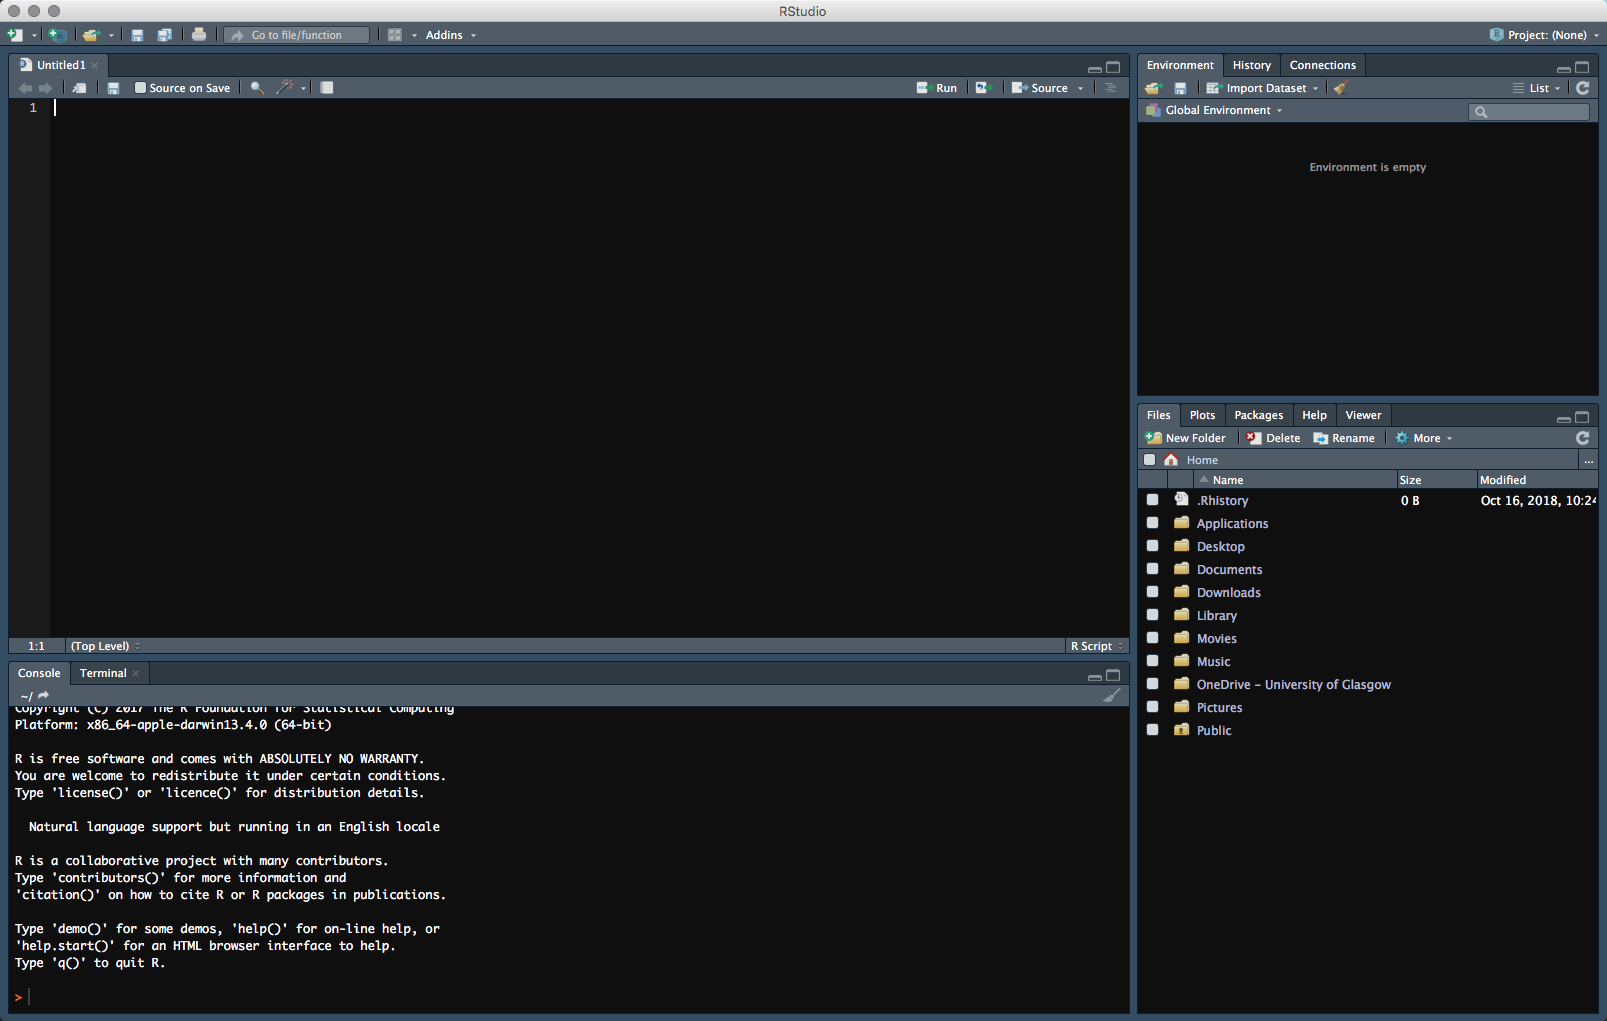 RStudio
Go to file/function
Addins
Project: (None)
Untitled1
Source on Save
Run
Source
1
1:1
(Top Level)
R Script
Console
Terminal
~/
Copyright (C) 2017 The R Foundation for Statistical Computing
Platform: x86_64-apple-darwin13.4.0 (64-bit)
R is free software and comes with ABSOLUTELY NO WARRANTY.
You are welcome to redistribute it under certain conditions.
Type 'license()' or 'licence()' for distribution details.
Natural language support but running in an English locale
R is a collaborative project with many contributors.
Type 'contributors()' for more information and
'citation()' on how to cite R or R packages in publications.
Type 'demo()' for some demos, 'help()' for on-line help, or
'help.start()' for an HTML browser interface to help.
Type 'q()' to quit R.
>
Environment
History
Connections
Import Dataset
List
Global Environment
Environment is empty
Files
Plots
Packages
Help
Viewer
New Folder
Delete
Rename
More
Home
...
Name
Size
Modified
.Rhistory
0 B
Oct 16, 2018, 10:24
Applications
Desktop
Documents
Downloads
Library
Movies
Music
OneDrive - University of Glasgow
Pictures
Public